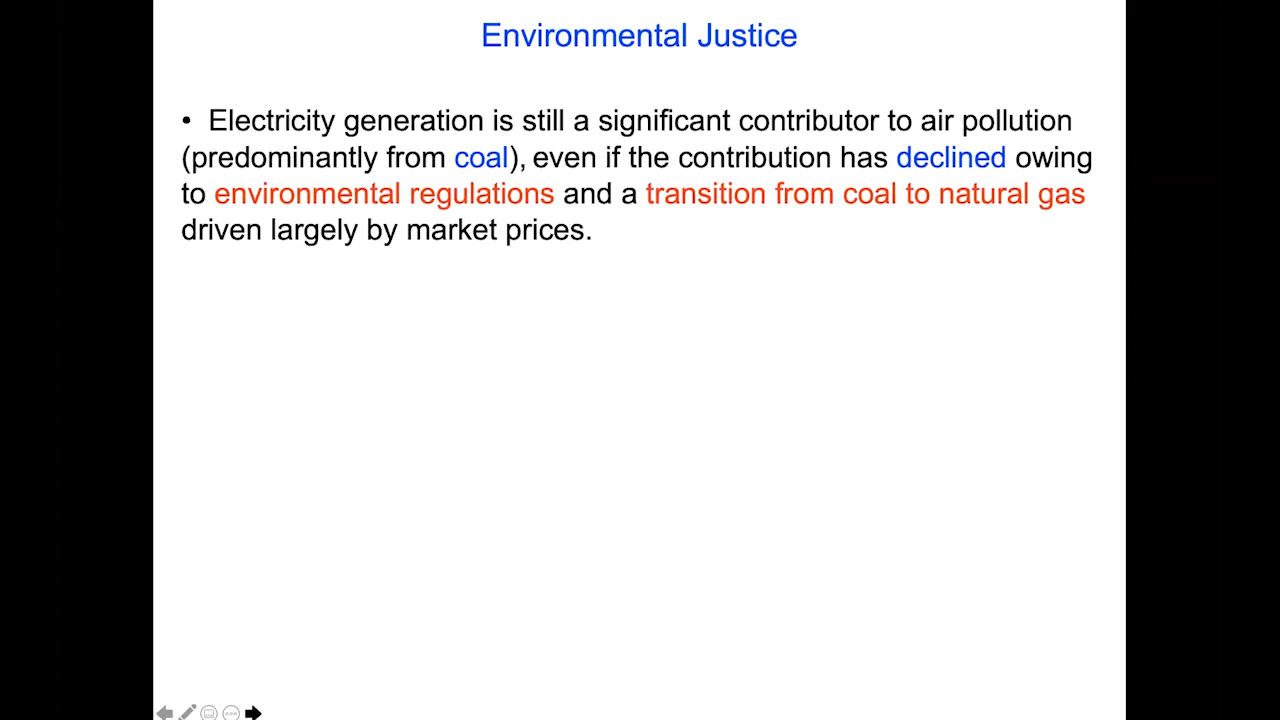 Environmental Justice
• Electricity generation is still a significant contributor to air pollution
(predominantly from coal), even if the contribution has declined owing
to environmental regulations and a transition from coal to natural gas
driven largely by market prices.